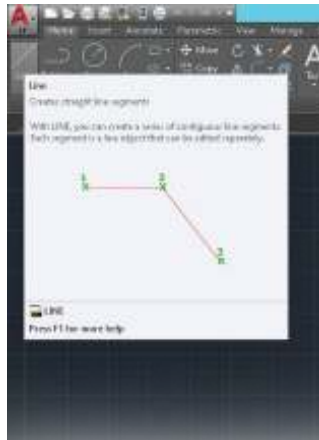 A
Home Insert Annotate Parametric View Manage
Move
Copy
Line
Creates straight line segments
With LINE, you can create a series of contiguous line segments.
Each segment is a line object that can be edited separately.
1
2
3
LINE
Press F1 for more help